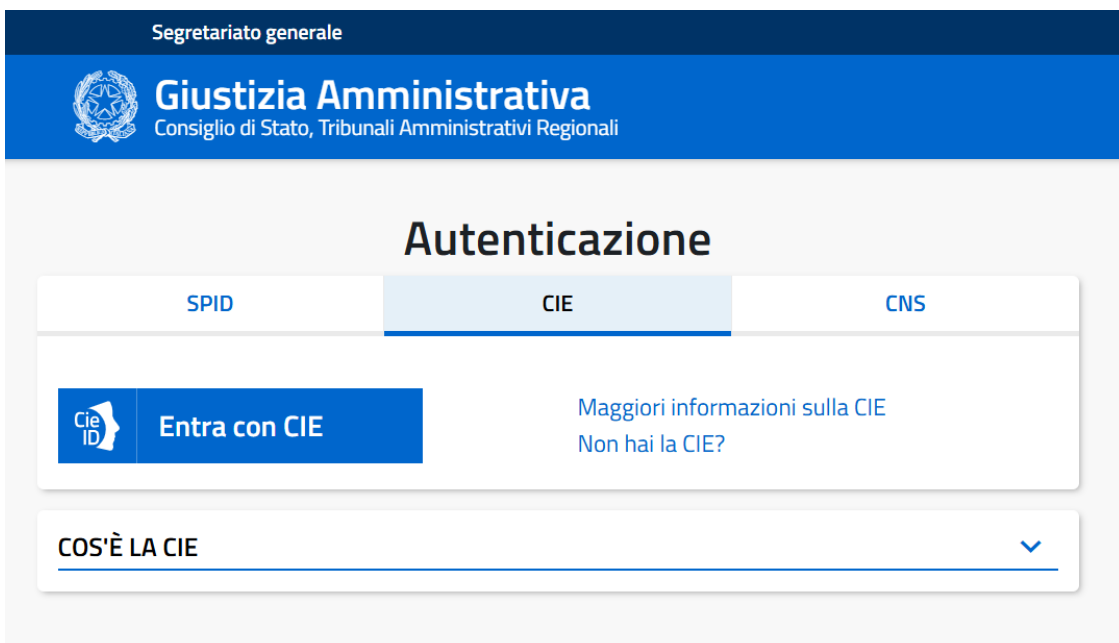 Segretariato generale
Giustizia Amministrativa
Consiglio di Stato, Tribunali Amministrativi Regionali
Autenticazione
SPID
CIE
CNS
Cie
ID
Entra con CIE
Maggiori informazioni sulla CIE
Non hai la CIE?
COS'È LA CIE